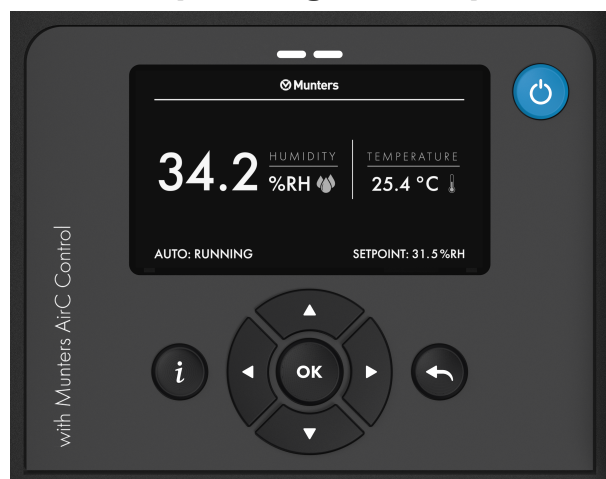 Munters
34.2
HUMIDITY
%RH
TEMPERATURE
25.4 °C
AUTO: RUNNING
SETPOINT: 31.5%RH
with Munters AirC Control
i
OK